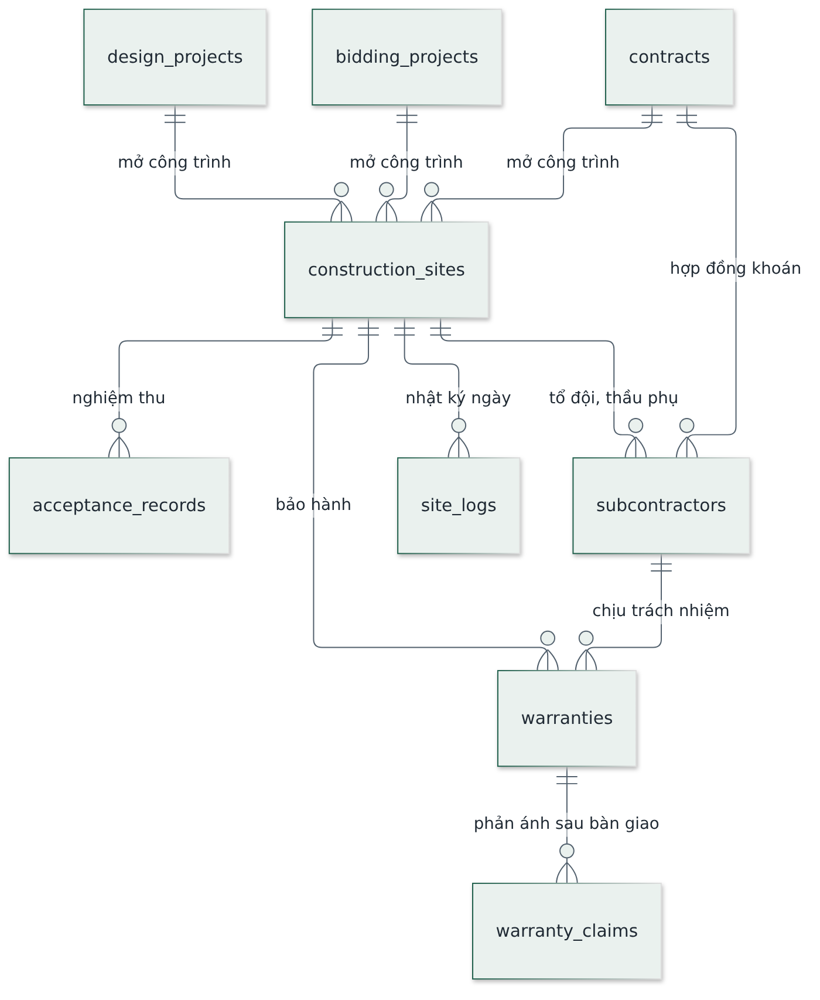 design_projects
bidding_projects
contracts
mở công trình
mở công trình
mở công trình
construction_sites
hợp đồng khoán
nghiệm thu
nhật ký ngày
tổ đội, thầu phụ
acceptance_records
bảo hành
site_logs
subcontractors
chịu trách nhiệm
warranties
phản ánh sau bàn giao
warranty_claims